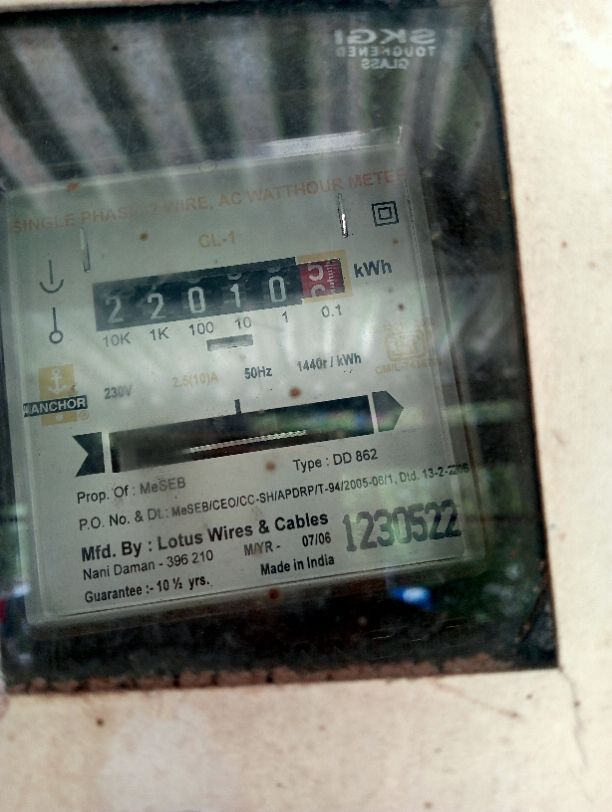 SKGI
TOUGHENED
GLASS
SINGLE PHASE 2 WIRE, AC WATTHOUR METER
CL-1
22010 kWh
10K 1K 100 10 1 0.1
ANCHOR
230V 2.5(10)A 50Hz 1440r / kWh
Prop. Of : MeSEB Type : DD 862
P.O. No. & Dt.: MeSEB/CEO/CC-SH/APDRP/T-94/2005-06/1, Dtd. 13-2-2006
Mfd. By : Lotus Wires & Cables
Nani Daman - 396 210 M/YR - 07/06
1230522
Guarantee :- 10 ½ yrs. Made in India